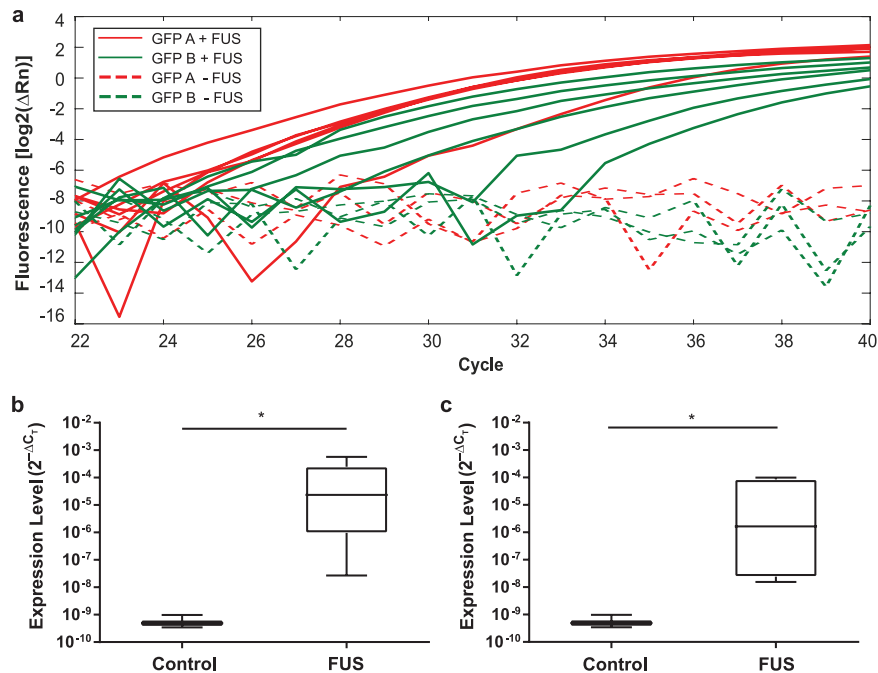 a
Fluorescence [log2(ΔRn)]
4
2
0
-2
-4
-6
-8
-10
-12
-14
-16
GFP A + FUS
GFP B + FUS
GFP A - FUS
GFP B - FUS
22 24 26 28 30 32 34 36 38 40
Cycle
b
Expression Level (2^-ΔC_T)
10^-2
10^-3
10^-4
10^-5
10^-6
10^-7
10^-8
10^-9
10^-10
*
Control FUS
c
Expression Level (2^-ΔC_T)
10^-2
10^-3
10^-4
10^-5
10^-6
10^-7
10^-8
10^-9
10^-10
*
Control FUS